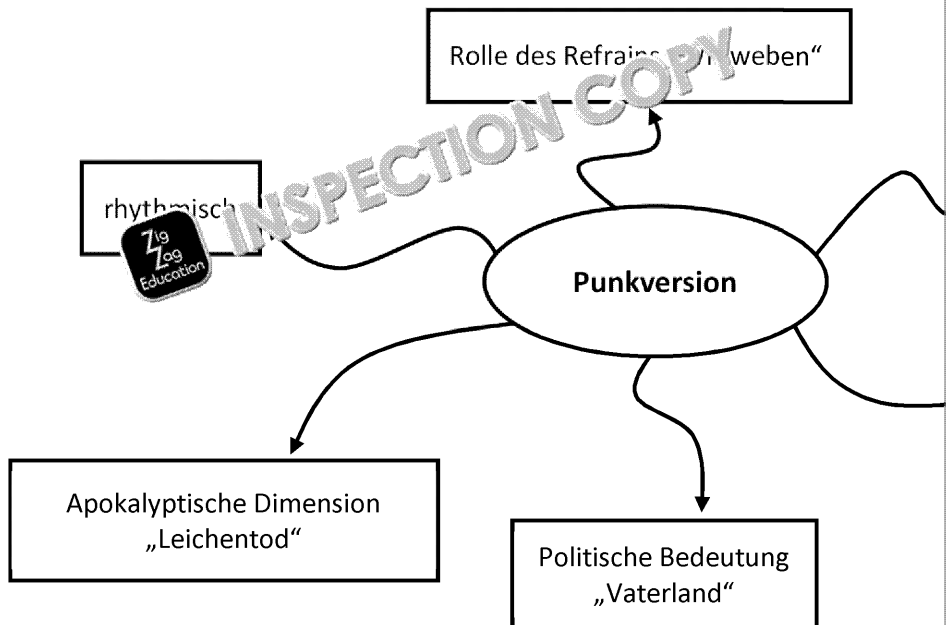 Rolle des Refrains weben“
INSPECTION COPY
rhythmisch
Zig
Zag
Education
Punkversion
Apokalyptische Dimension
„Leichentod“
Politische Bedeutung
„Vaterland“